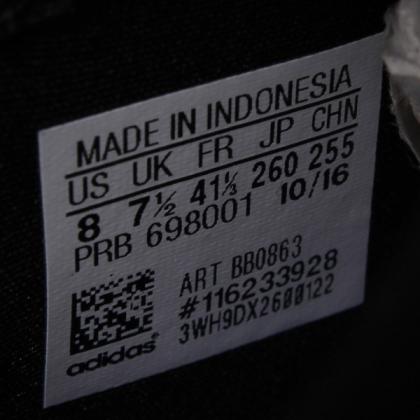 MADE IN INDONESIA
US UK FR JP CHN
8 7½ 41⅓ 260 255
PRB 698001 10/16
ART BB0863
#116233928
3WH9DX2600122
adidas